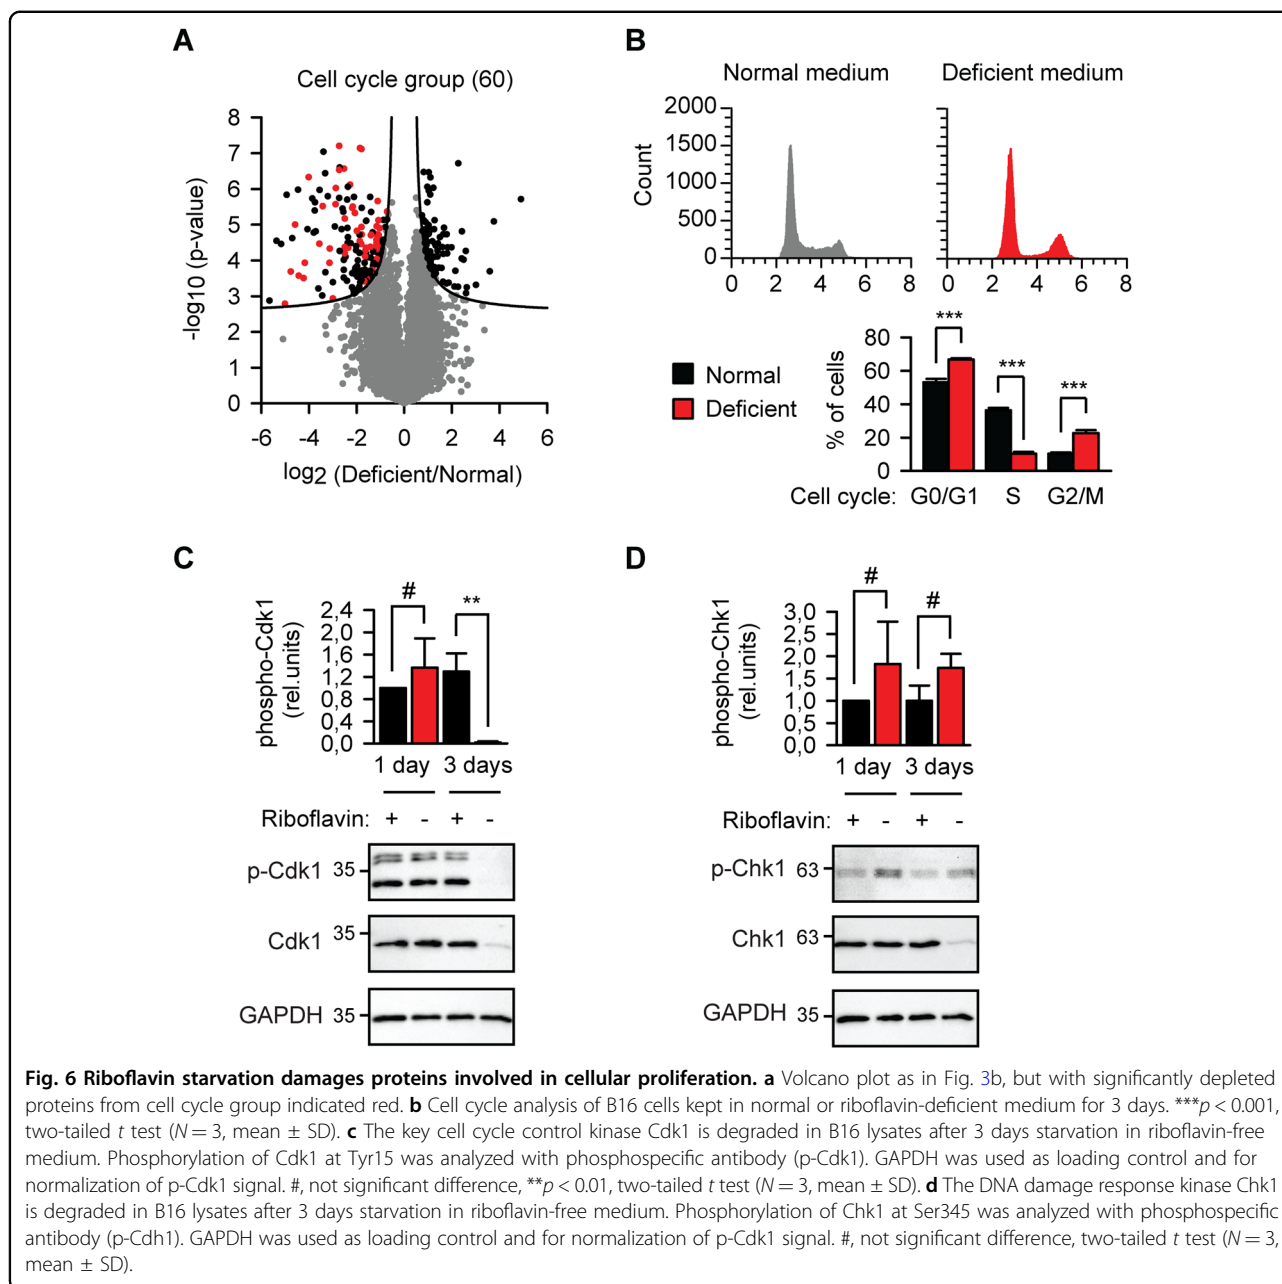 A
Cell cycle group (60)
-log10 (p-value)
8
7
6
5
4
3
2
1
0
-6 -4 -2 0 2 4 6
log2 (Deficient/Normal)
B
Normal medium
Deficient medium
Count
2000
1500
1000
500
0
0 2 4 6 8
0 2 4 6 8
Normal
Deficient
% of cells
80
60
40
20
0
***
***
***
Cell cycle: G0/G1 S G2/M
C
phospho-Cdk1
(rel.units)
2,4
2,0
1,6
1,2
0,8
0,4
0,0
#
**
1 day 3 days
Riboflavin: + - + -
p-Cdk1 35
Cdk1 35
GAPDH 35
D
phospho-Chk1
(rel.units)
3,0
2,5
2,0
1,5
1,0
0,5
0,0
#
#
1 day 3 days
Riboflavin: + - + -
p-Chk1 63
Chk1 63
GAPDH 35
Fig. 6 Riboflavin starvation damages proteins involved in cellular proliferation. a Volcano plot as in Fig. 3b, but with significantly depleted
proteins from cell cycle group indicated red. b Cell cycle analysis of B16 cells kept in normal or riboflavin-deficient medium for 3 days. ***p < 0.001,
two-tailed t test (N = 3, mean ± SD). c The key cell cycle control kinase Cdk1 is degraded in B16 lysates after 3 days starvation in riboflavin-free
medium. Phosphorylation of Cdk1 at Tyr15 was analyzed with phosphospecific antibody (p-Cdk1). GAPDH was used as loading control and for
normalization of p-Cdk1 signal. #, not significant difference, **p < 0.01, two-tailed t test (N = 3, mean ± SD). d The DNA damage response kinase Chk1
is degraded in B16 lysates after 3 days starvation in riboflavin-free medium. Phosphorylation of Chk1 at Ser345 was analyzed with phosphospecific
antibody (p-Cdh1). GAPDH was used as loading control and for normalization of p-Cdk1 signal. #, not significant difference, two-tailed t test (N = 3,
mean ± SD).